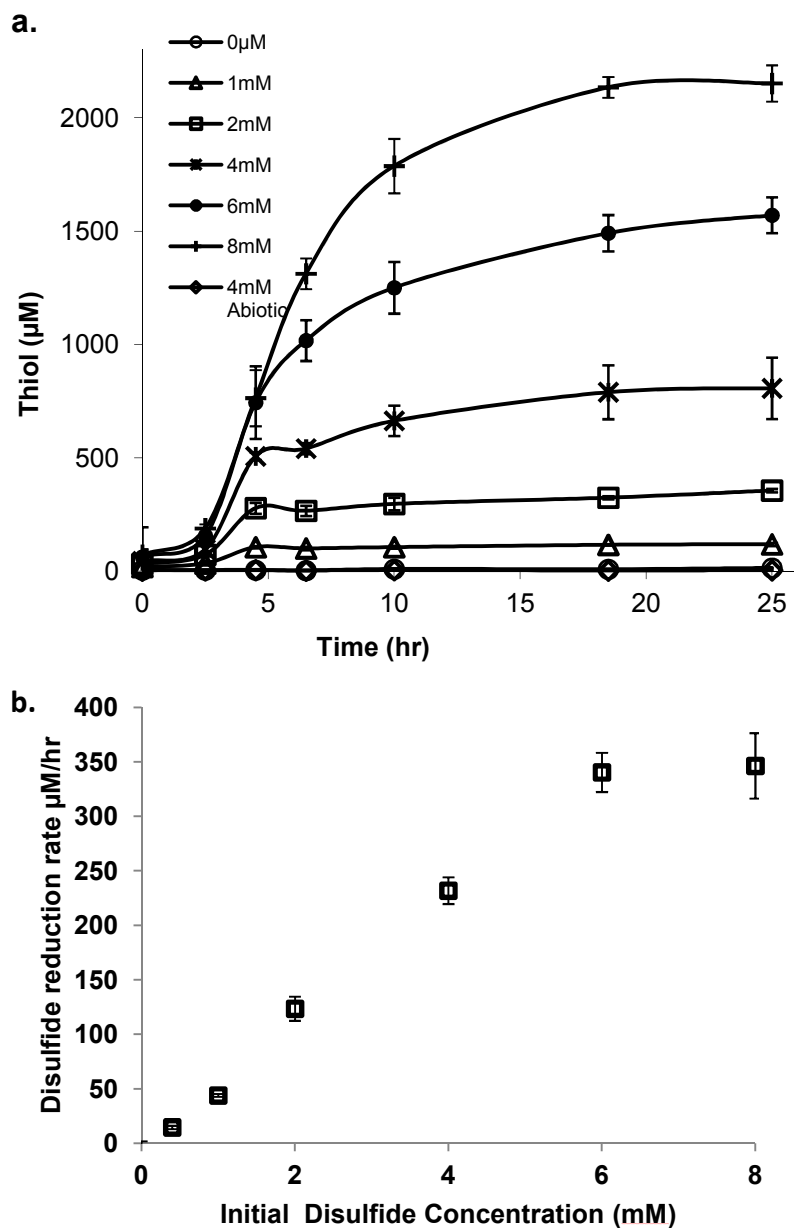 a.
0µM
1mM
2mM
4mM
6mM
8mM
4mM
Abiotic
2000
1500
1000
500
0
Thiol (µM)
0 5 10 15 20 25
Time (hr)
b.
400
350
300
250
200
150
100
50
0
Disulfide reduction rate µM/hr
0 2 4 6 8
Initial Disulfide Concentration (mM)